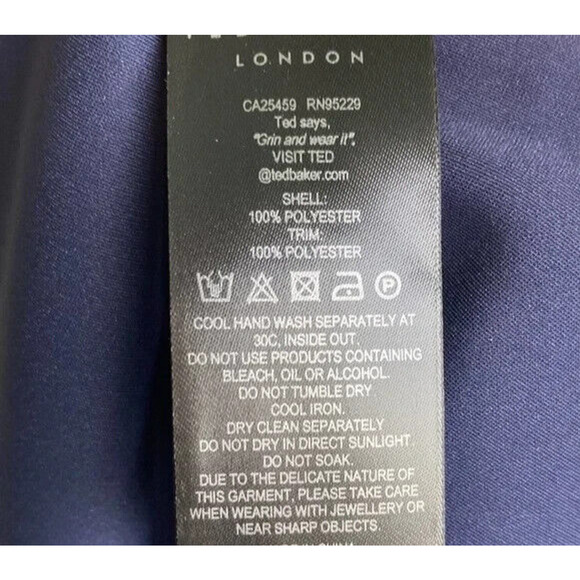 LONDON
CA25459 RN95229
Ted says,
"Grin and wear it".
VISIT TED
@tedbaker.com
SHELL:
100% POLYESTER
TRIM:
100% POLYESTER
P
COOL HAND WASH SEPARATELY AT
30C, INSIDE OUT.
DO NOT USE PRODUCTS CONTAINING
BLEACH, OIL OR ALCOHOL.
DO NOT TUMBLE DRY.
COOL IRON.
DRY CLEAN SEPARATELY
DO NOT DRY IN DIRECT SUNLIGHT.
DO NOT SOAK.
DUE TO THE DELICATE NATURE OF
THIS GARMENT, PLEASE TAKE CARE
WHEN WEARING WITH JEWELLERY OR
NEAR SHARP OBJECTS.